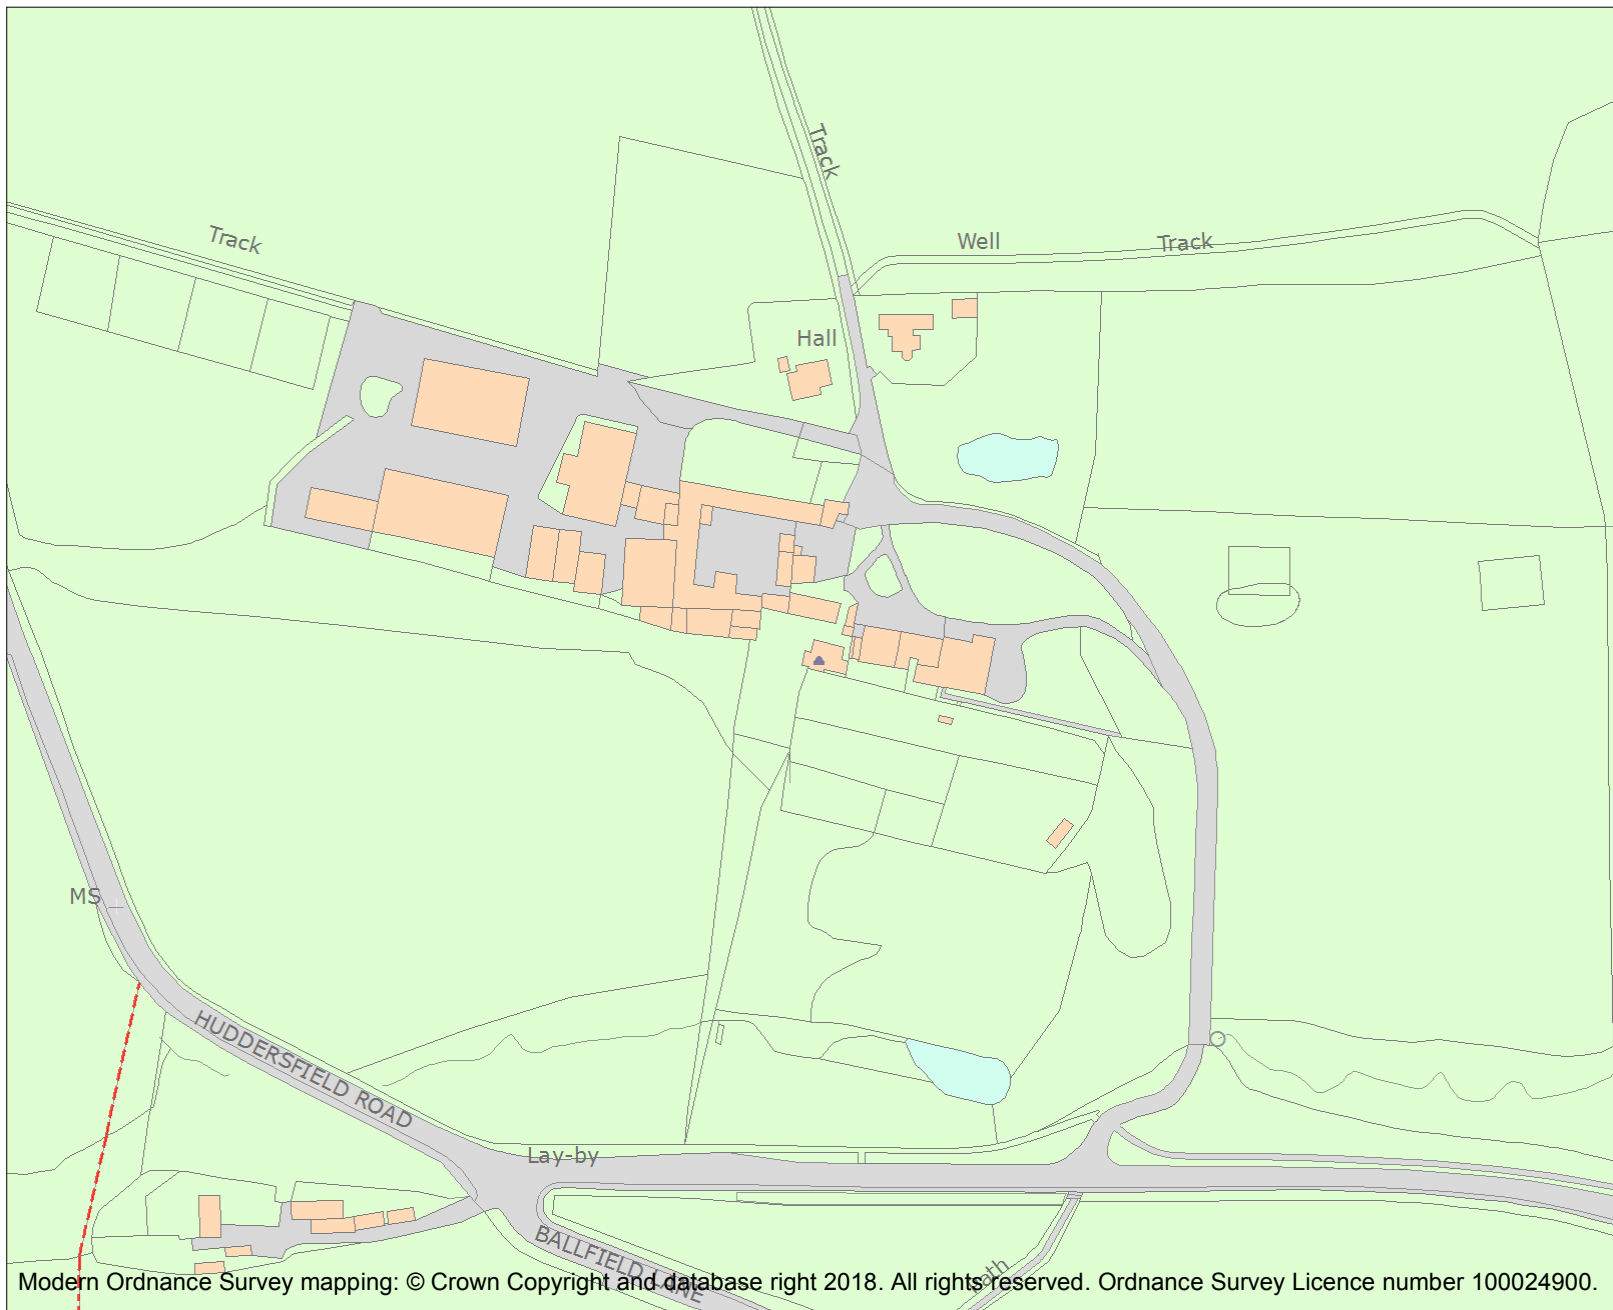 Track
Track
Well
Track
Hall
MS
HUDDERSFIELD ROAD
Lay-by
BALLFIELD LANE
Path
Modern Ordnance Survey mapping: © Crown Copyright and database right 2018. All rights reserved. Ordnance Survey Licence number 100024900.